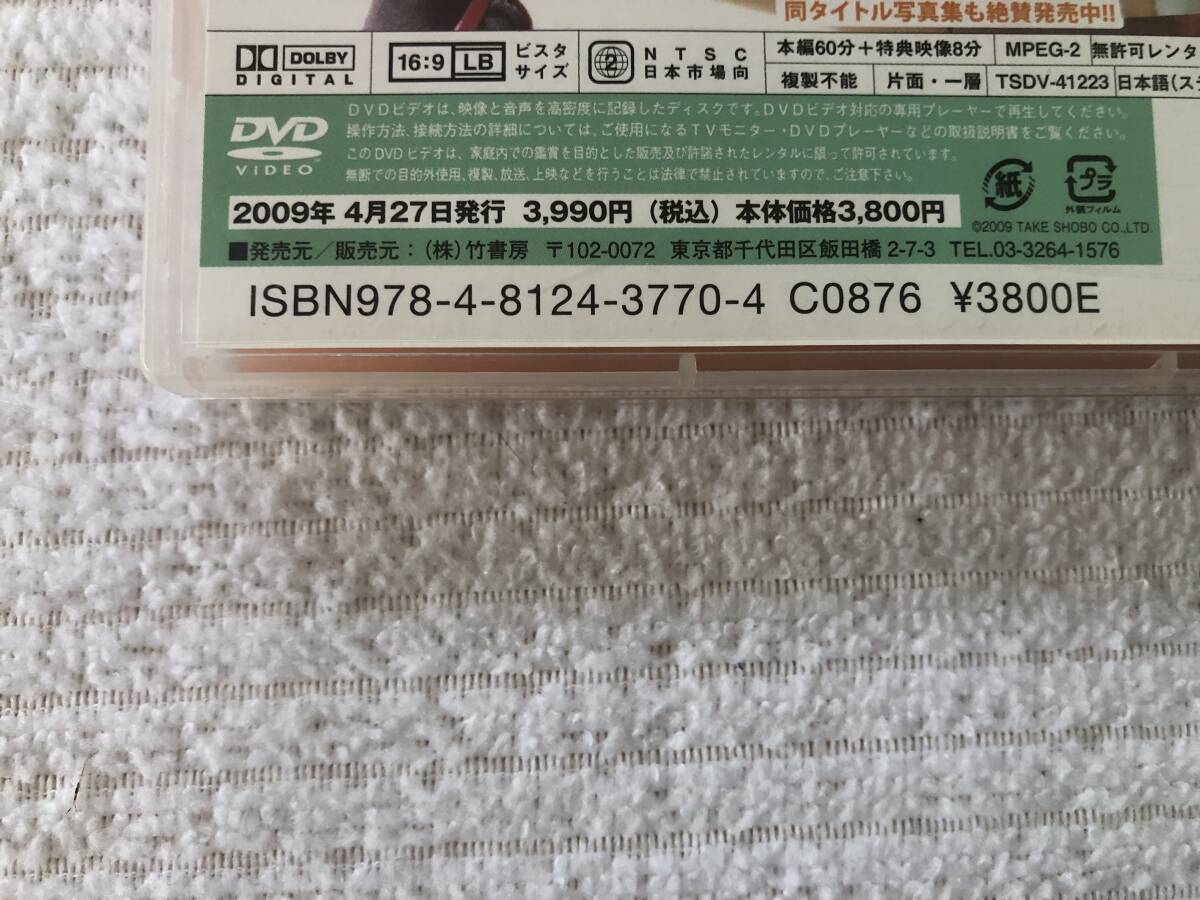 同タイトル写真集も絶賛発売中!!
DOLBY DIGITAL 16:9 LB ビスタサイズ 2 NTSC 日本市場向 本編60分+特典映像8分 MPEG-2 無許可レンタ
複製不能 片面・一層 TSDV-41223 日本語(ステ
DVD VIDEO
DVDビデオは、映像と音声を高密度に記録したディスクです。DVDビデオ対応の専用プレーヤーで再生してください。
操作方法、接続方法の詳細については、ご使用になるTVモニター・DVDプレーヤーなどの取扱説明書をご覧ください。
このDVDビデオは、家庭内での鑑賞を目的とした販売及び許諾されたレンタルに限って許可されています。
無断での目的外使用、複製、放送、上映などを行うことは法律で禁止されていますので、ご注意下さい。
紙 プラ
外装フィルム
2009年 4月27日発行 3,990円(税込)本体価格3,800円
©2009 TAKE SHOBO CO.,LTD.
■発売元/販売元:(株)竹書房 〒102-0072 東京都千代田区飯田橋2-7-3 TEL.03-3264-1576
ISBN978-4-8124-3770-4 C0876 ¥3800E